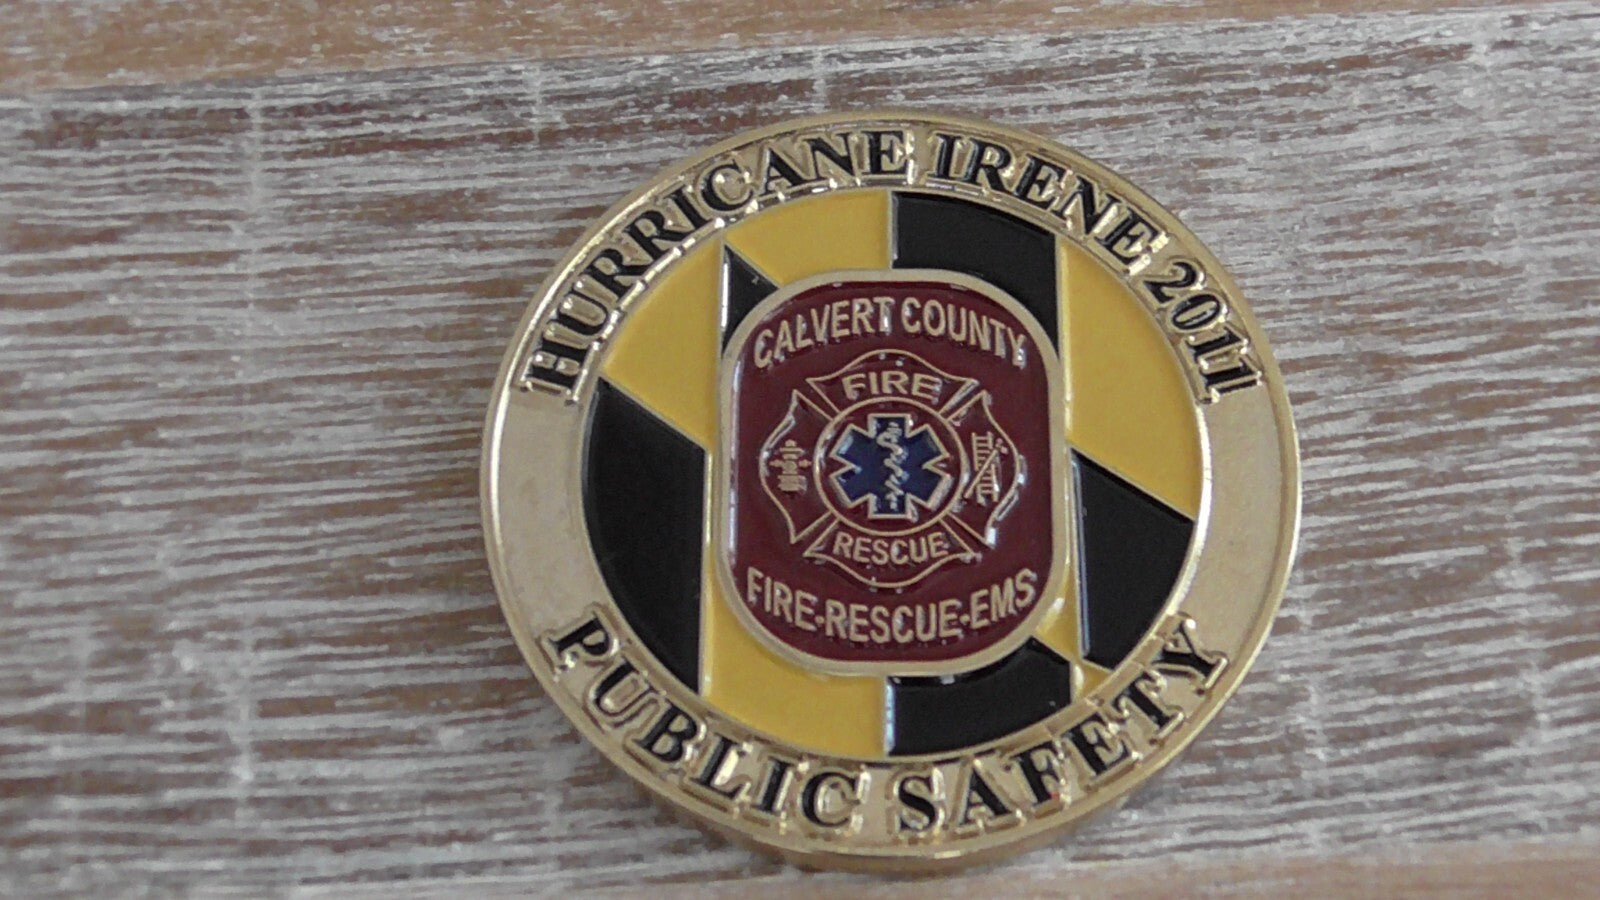 HURRICANE IRENE 2011
CALVERT COUNTY
FIRE
RESCUE
FIRE-RESCUE-EMS
PUBLIC SAFETY